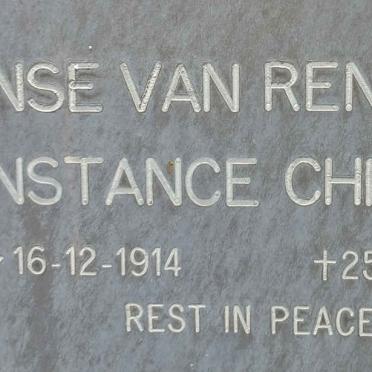 NSE VAN REN
NSTANCE CH
16-12-1914 †25
REST IN PEACE